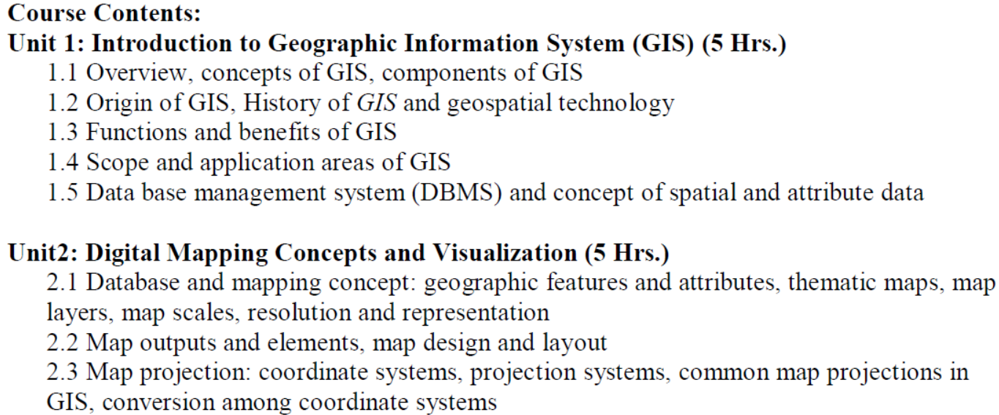 Course Contents:
Unit 1: Introduction to Geographic Information System (GIS) (5 Hrs.)
1.1 Overview, concepts of GIS, components of GIS
1.2 Origin of GIS, History of GIS and geospatial technology
1.3 Functions and benefits of GIS
1.4 Scope and application areas of GIS
1.5 Data base management system (DBMS) and concept of spatial and attribute data
Unit2: Digital Mapping Concepts and Visualization (5 Hrs.)
2.1 Database and mapping concept: geographic features and attributes, thematic maps, map
layers, map scales, resolution and representation
2.2 Map outputs and elements, map design and layout
2.3 Map projection: coordinate systems, projection systems, common map projections in
GIS, conversion among coordinate systems